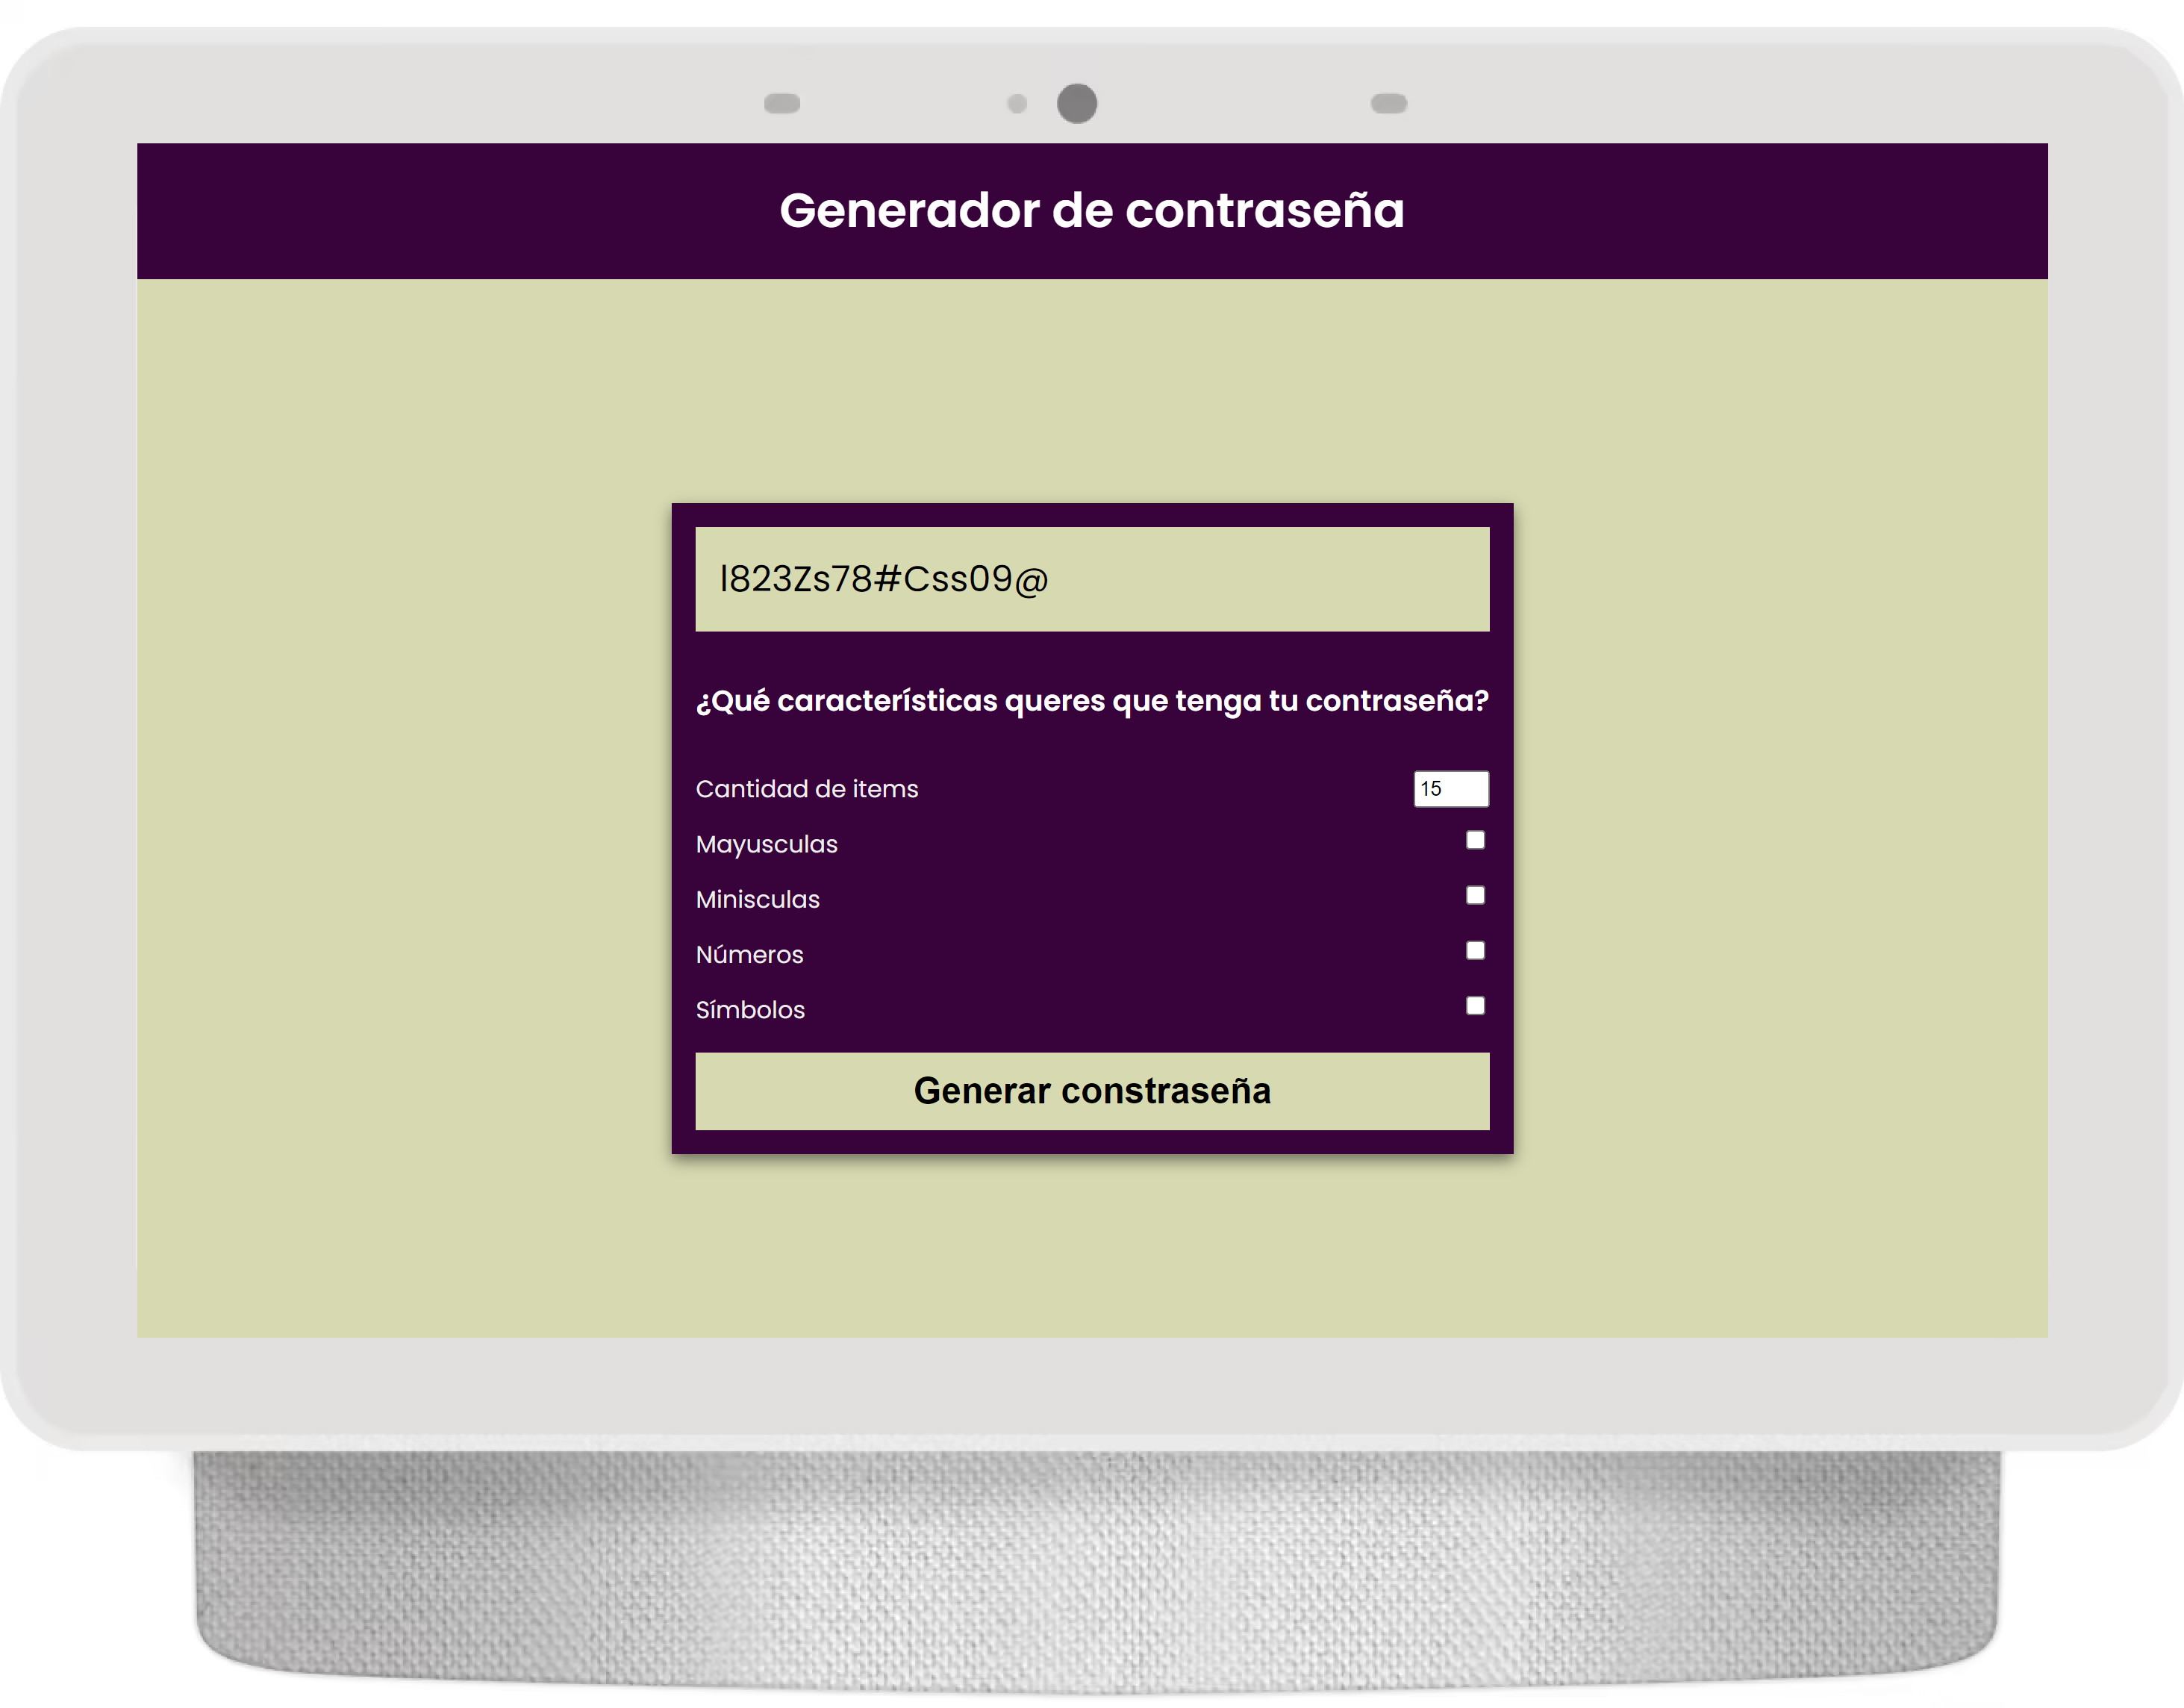 Generador de contraseña
l823Zs78#Css09@
¿Qué características queres que tenga tu contraseña?
Cantidad de items 15
Mayusculas
Minisculas
Números
Símbolos
Generar constraseña